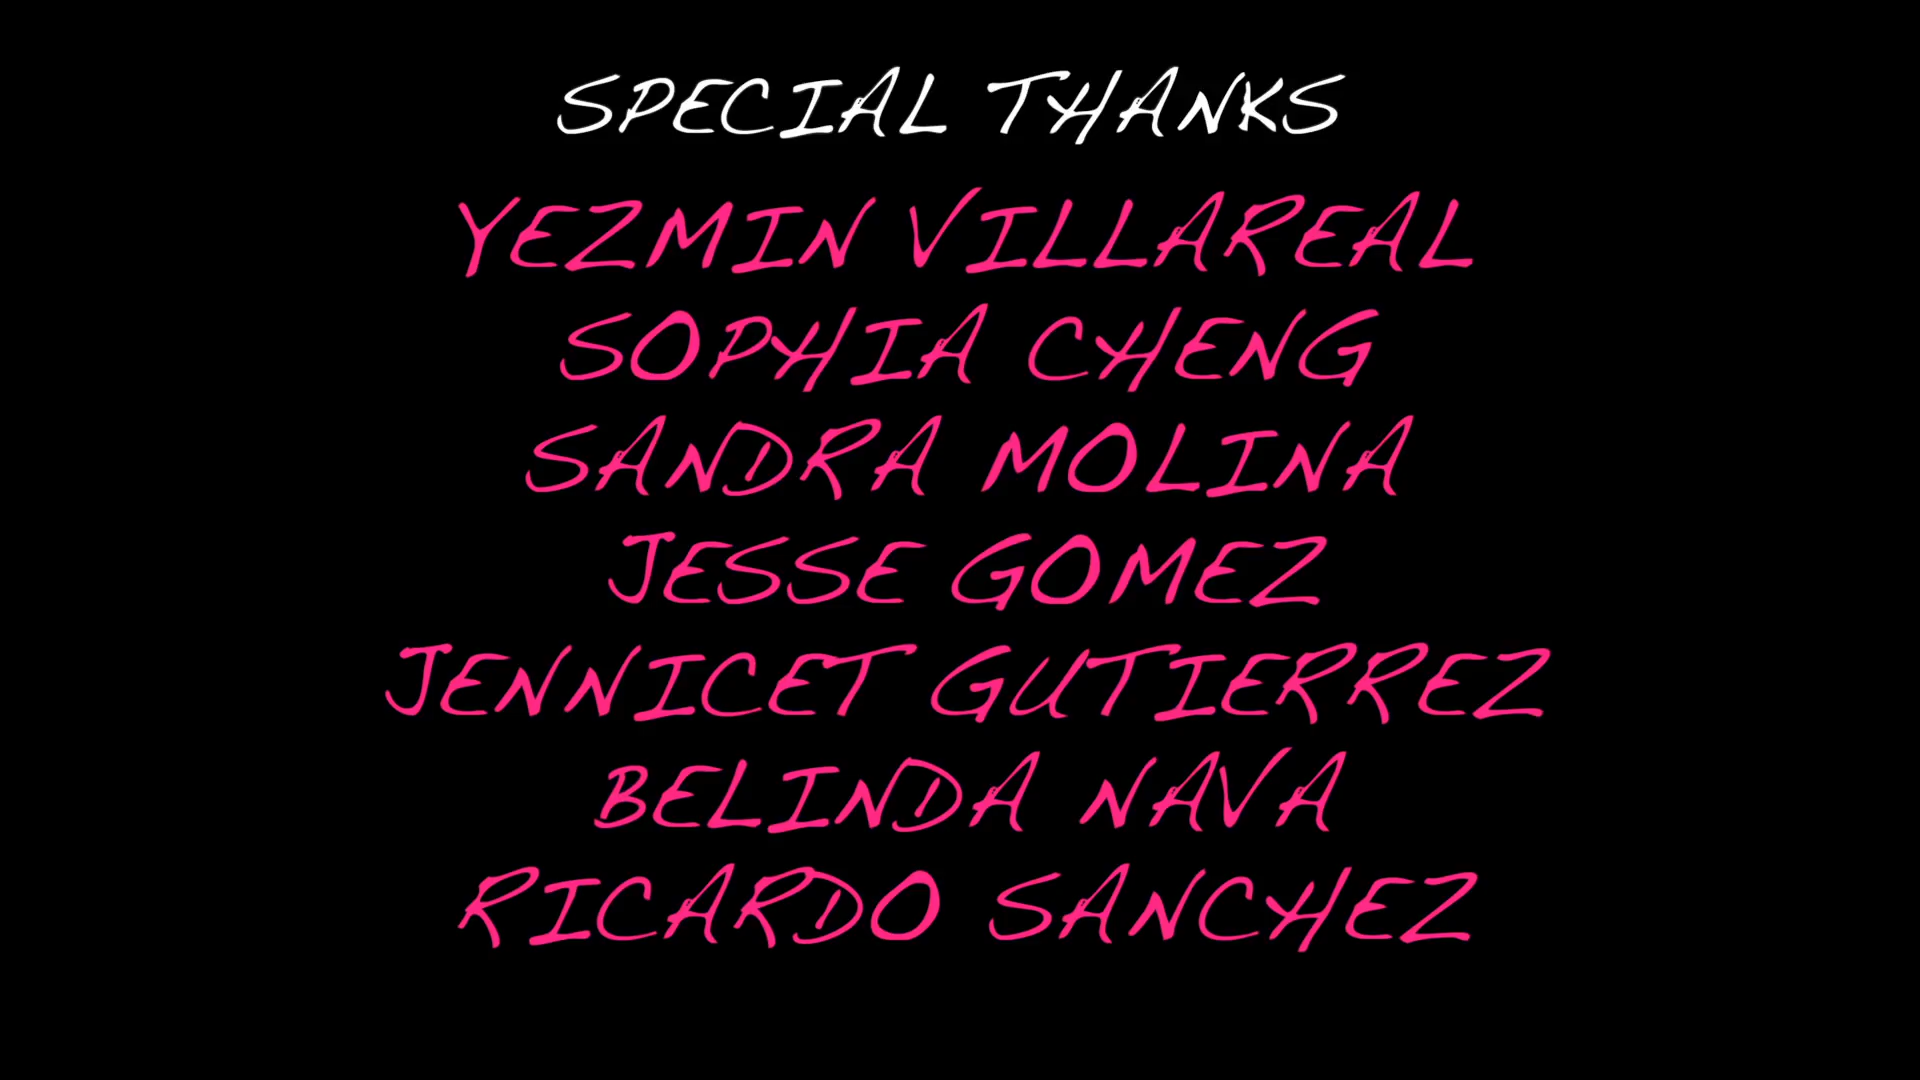 SPECIAL THANKS
YEZMIN VILLAREAL
SOPHIA CHENG
SANDRA MOLINA
JESSE GOMEZ
JENNICET GUTIERREZ
BELINDA NAVA
RICARDO SANCHEZ